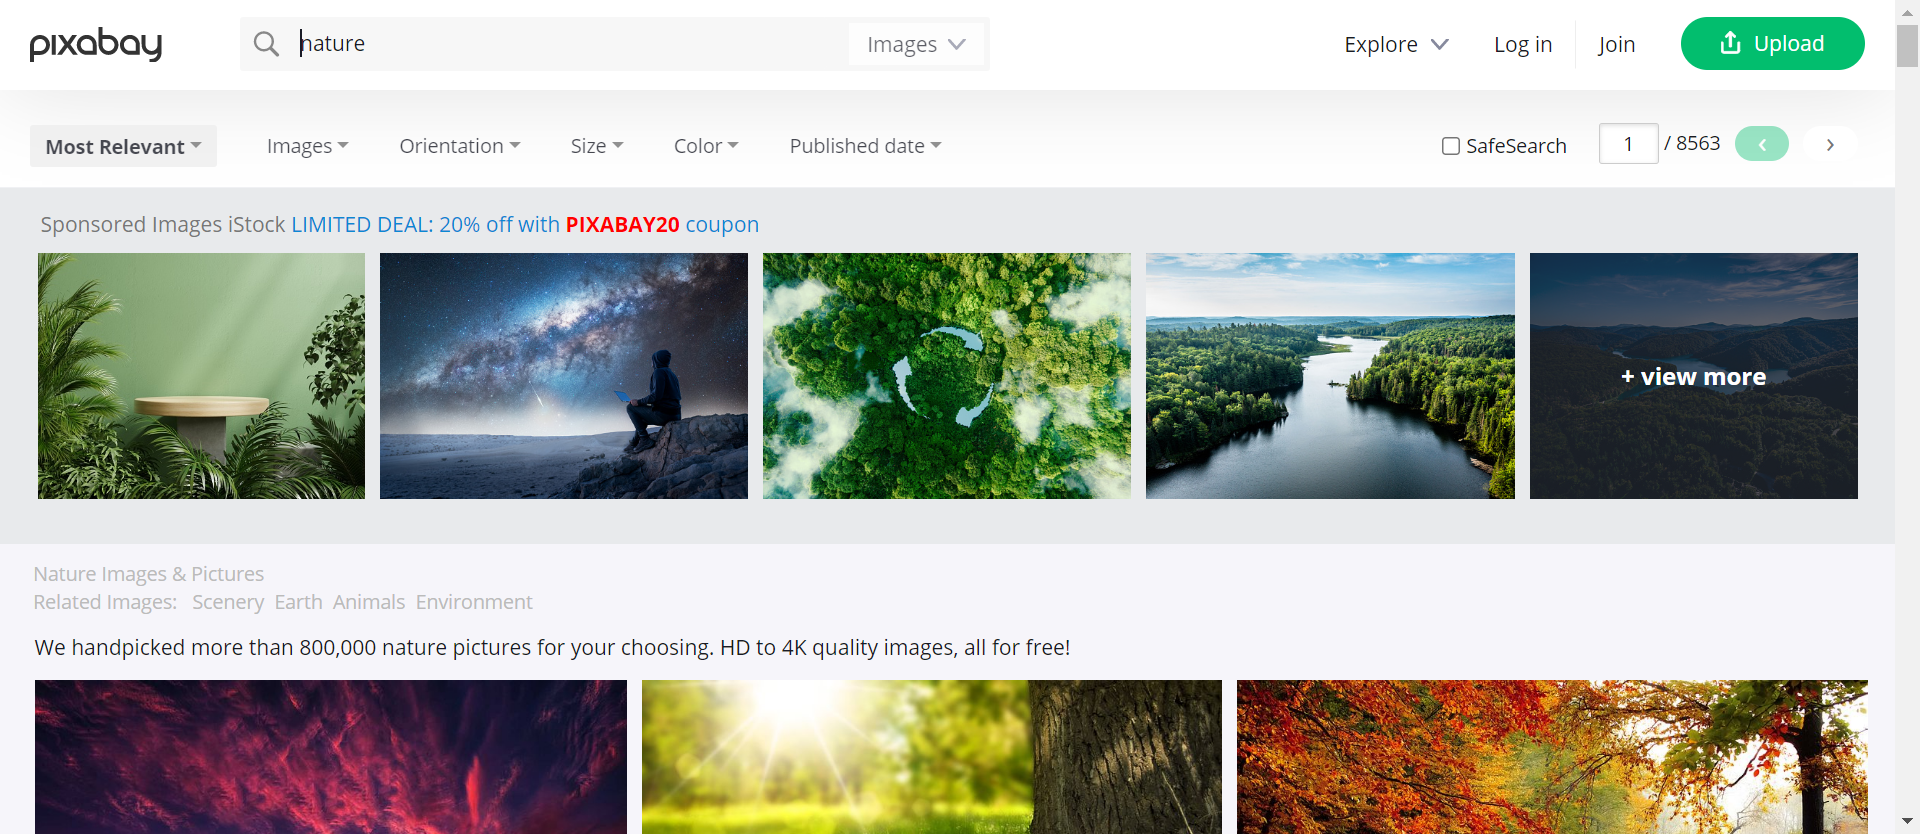 pixabay
nature
Images
Explore
Log in
Join
Upload
Most Relevant
Images
Orientation
Size
Color
Published date
SafeSearch
1 / 8563
Sponsored Images iStock LIMITED DEAL: 20% off with PIXABAY20 coupon
+ view more
Nature Images & Pictures
Related Images: Scenery Earth Animals Environment
We handpicked more than 800,000 nature pictures for your choosing. HD to 4K quality images, all for free!